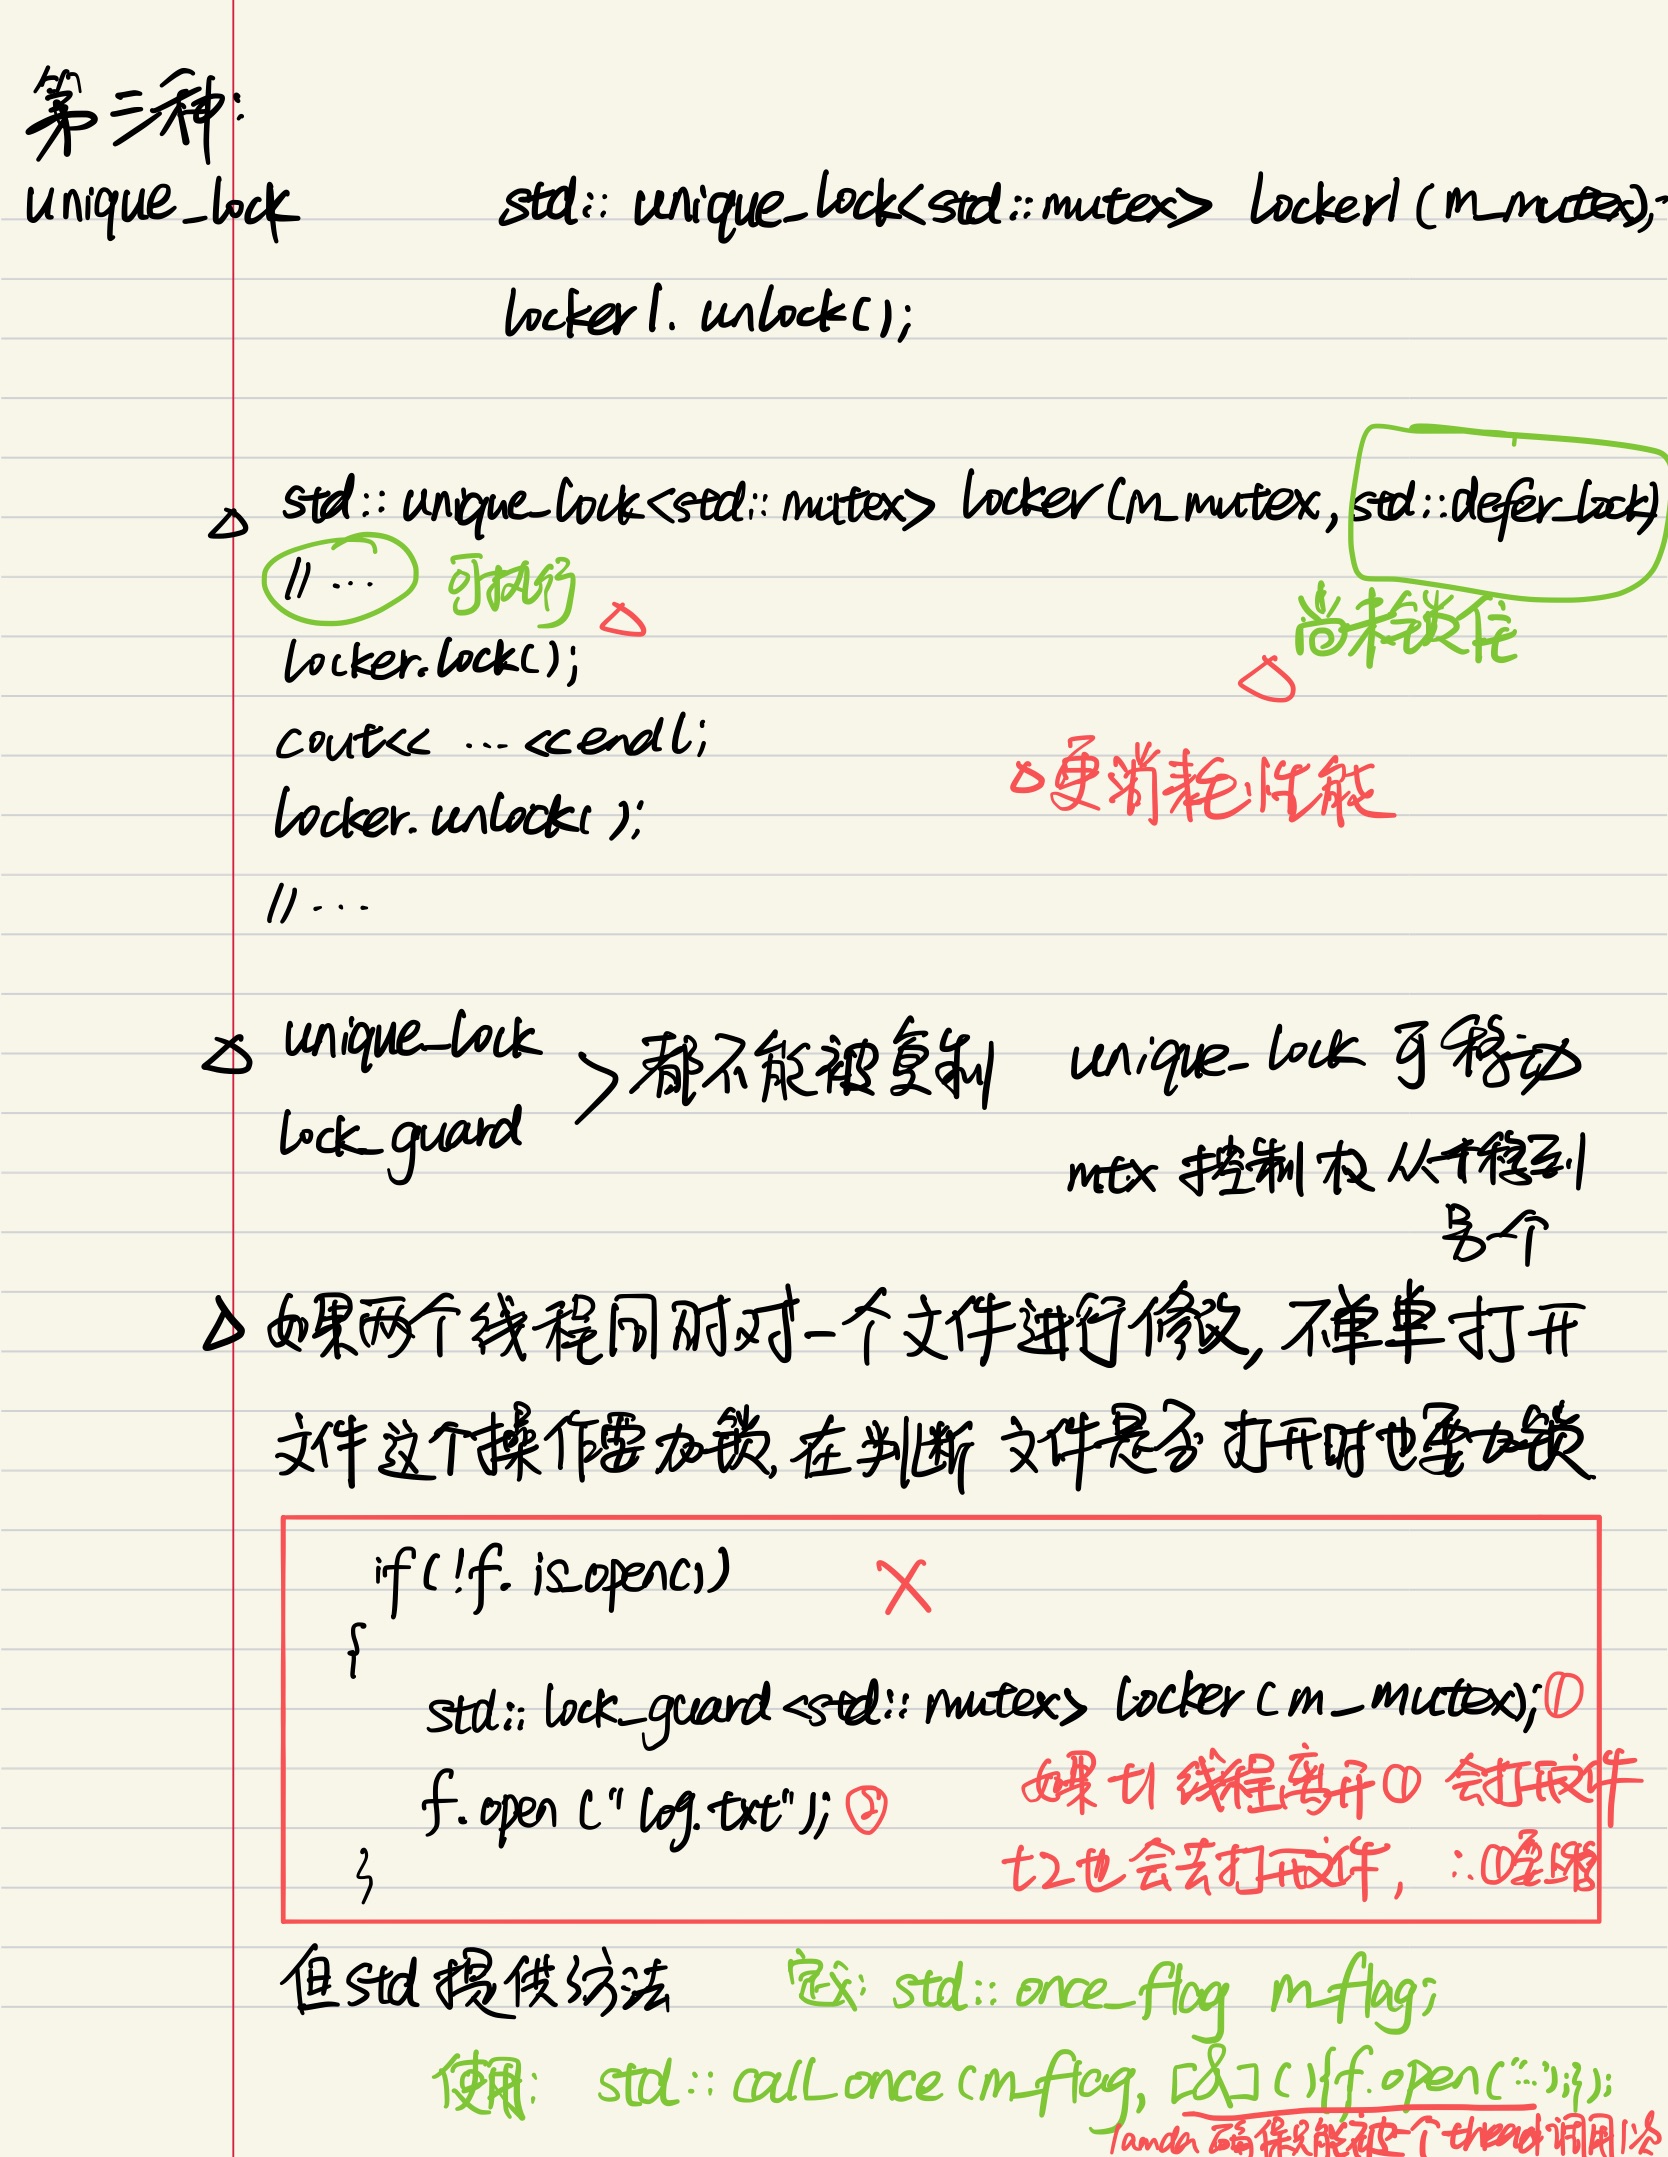 第三种:
unique_lock    std:: unique_lock<std::mutex> locker1 (m_mutex);
locker1. unlock();
△ std:: unique_lock<std::mutex> locker(m_mutex, std::defer_lock)
// ... 可执行 △ 尚未锁住
locker.lock(); △
cout<< ... <<endl; △更消耗性能
locker. unlock( );
// ...
△ unique_lock > 都不能被复制 unique_lock 可移动
lock_guard mtx 控制权从一个移到
另一个
△ 如果两个线程同时对一个文件进行修改, 不单单打开
文件这个操作要加锁, 在判断 文件是否 打开时也要加锁
if(!f. is_open()) ×
{
std:: lock_guard<std:: mutex> locker (m_mutex); ①
f.open ("log.txt"); ② 如果 t1 线程离开① 会打开文件
} t2也会去打开文件, ∴①要
但std提供方法 定义: std:: once_flag m_flag;
使用: std:: call_once (m_flag, [&](){f.open("...");});
lamda 确保只能被一个thread调用1次